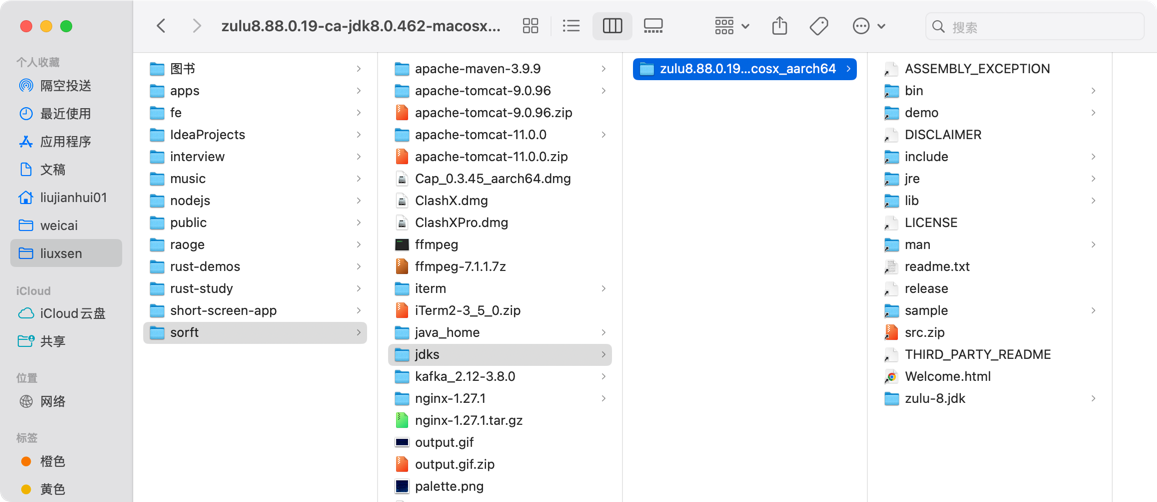 zulu8.88.0.19-ca-jdk8.0.462-macosx...
搜索
个人收藏
隔空投送
最近使用
应用程序
文稿
liujianhui01
weicai
liuxsen
iCloud
iCloud云盘
共享
位置
网络
标签
橙色
黄色
图书
apps
fe
IdeaProjects
interview
music
nodejs
public
raoge
rust-demos
rust-study
short-screen-app
sorft
apache-maven-3.9.9
apache-tomcat-9.0.96
apache-tomcat-9.0.96.zip
apache-tomcat-11.0.0
apache-tomcat-11.0.0.zip
Cap_0.3.45_aarch64.dmg
ClashX.dmg
ClashXPro.dmg
ffmpeg
ffmpeg-7.1.1.7z
iterm
iTerm2-3_5_0.zip
java_home
jdks
kafka_2.12-3.8.0
nginx-1.27.1
nginx-1.27.1.tar.gz
output.gif
output.gif.zip
palette.png
zulu8.88.0.19...cosx_aarch64
ASSEMBLY_EXCEPTION
bin
demo
DISCLAIMER
include
jre
lib
LICENSE
man
readme.txt
release
sample
src.zip
THIRD_PARTY_README
Welcome.html
zulu-8.jdk